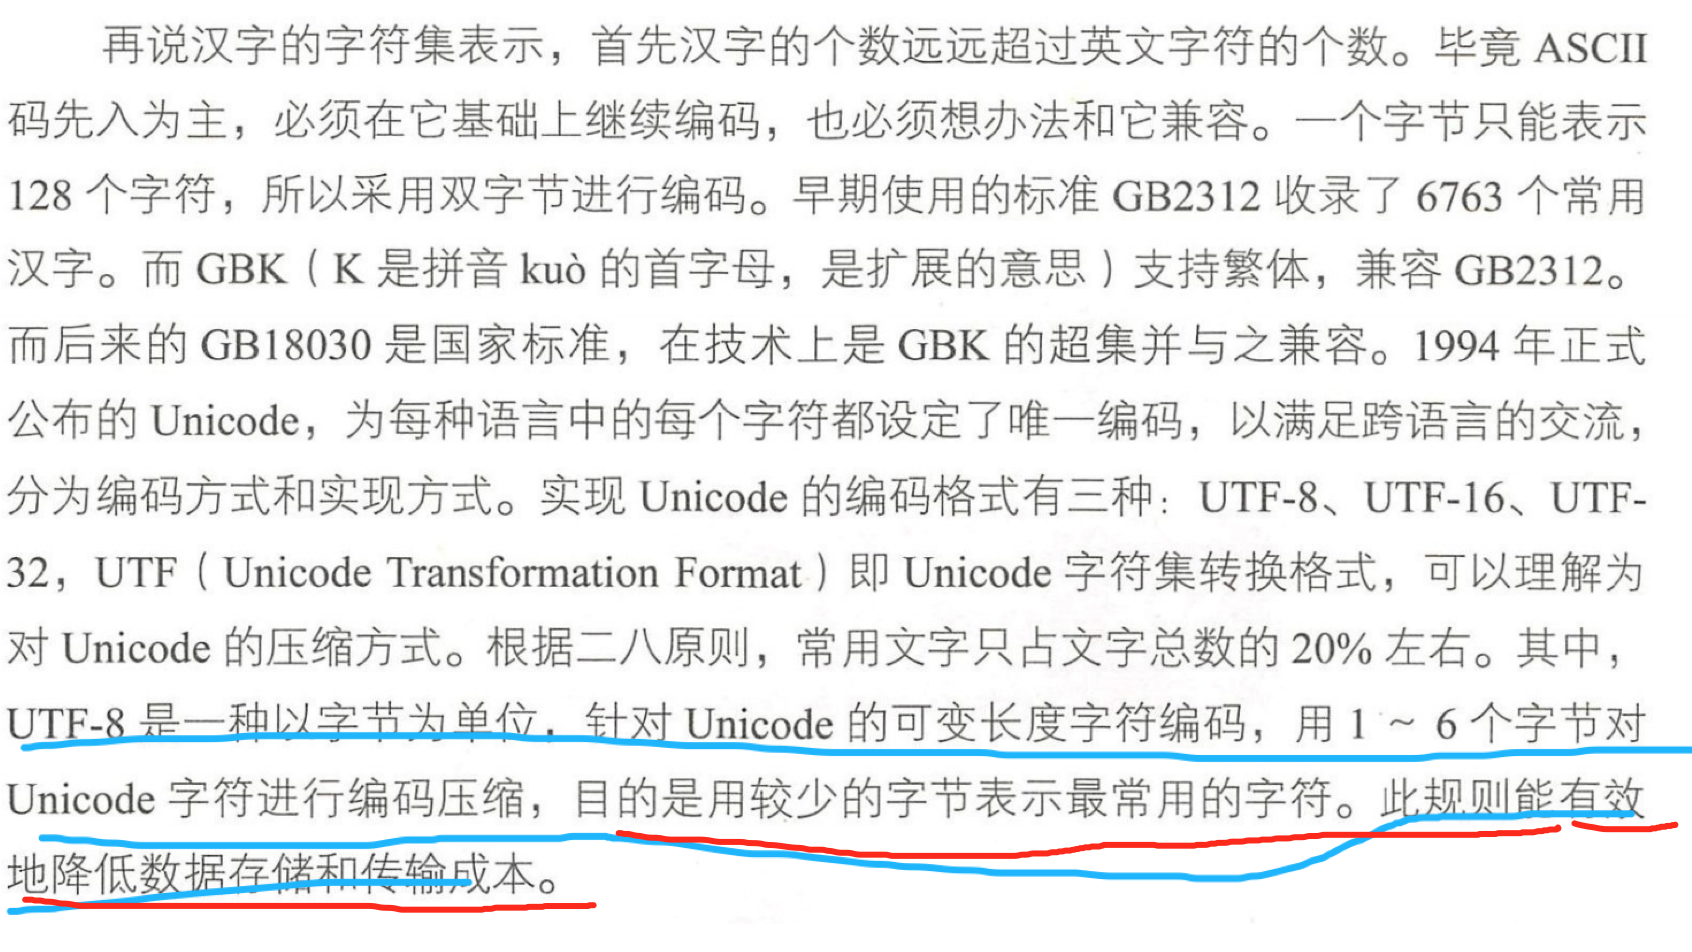 再说汉字的字符集表示，首先汉字的个数远远超过英文字符的个数。毕竟 ASCII
码先入为主，必须在它基础上继续编码，也必须想办法和它兼容。一个字节只能表示
128 个字符，所以采用双字节进行编码。早期使用的标准 GB2312 收录了 6763 个常用
汉字。而 GBK（K 是拼音 kuò 的首字母，是扩展的意思）支持繁体，兼容 GB2312。
而后来的 GB18030 是国家标准，在技术上是 GBK 的超集并与之兼容。1994 年正式
公布的 Unicode，为每种语言中的每个字符都设定了唯一编码，以满足跨语言的交流，
分为编码方式和实现方式。实现 Unicode 的编码格式有三种：UTF-8、UTF-16、UTF-
32，UTF（Unicode Transformation Format）即 Unicode 字符集转换格式，可以理解为
对 Unicode 的压缩方式。根据二八原则，常用文字只占文字总数的 20% 左右。其中，
UTF-8 是一种以字节为单位，针对 Unicode 的可变长度字符编码，用 1 ~ 6 个字节对
Unicode 字符进行编码压缩，目的是用较少的字节表示最常用的字符。此规则能有效
地降低数据存储和传输成本。